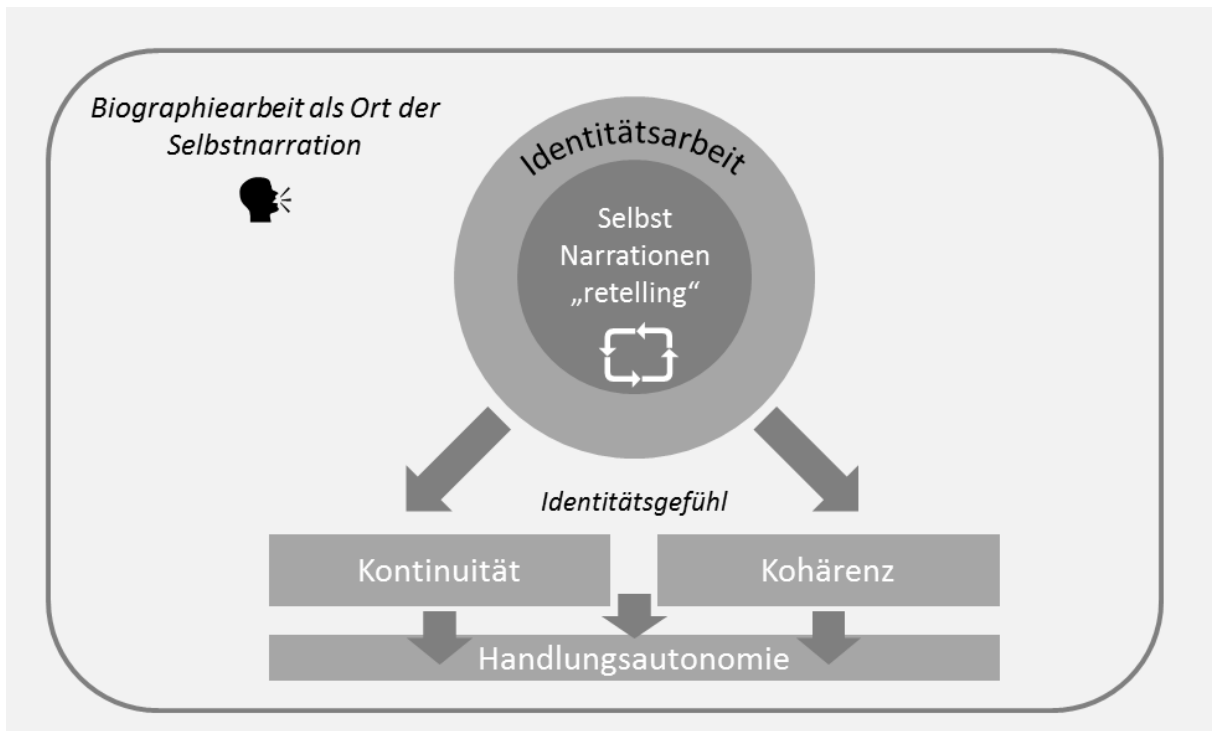 Biographiearbeit als Ort der
Selbstnarration
Identitätsarbeit
Selbst
Narrationen
„retelling“
Identitätsgefühl
Kontinuität
Kohärenz
Handlungsautonomie